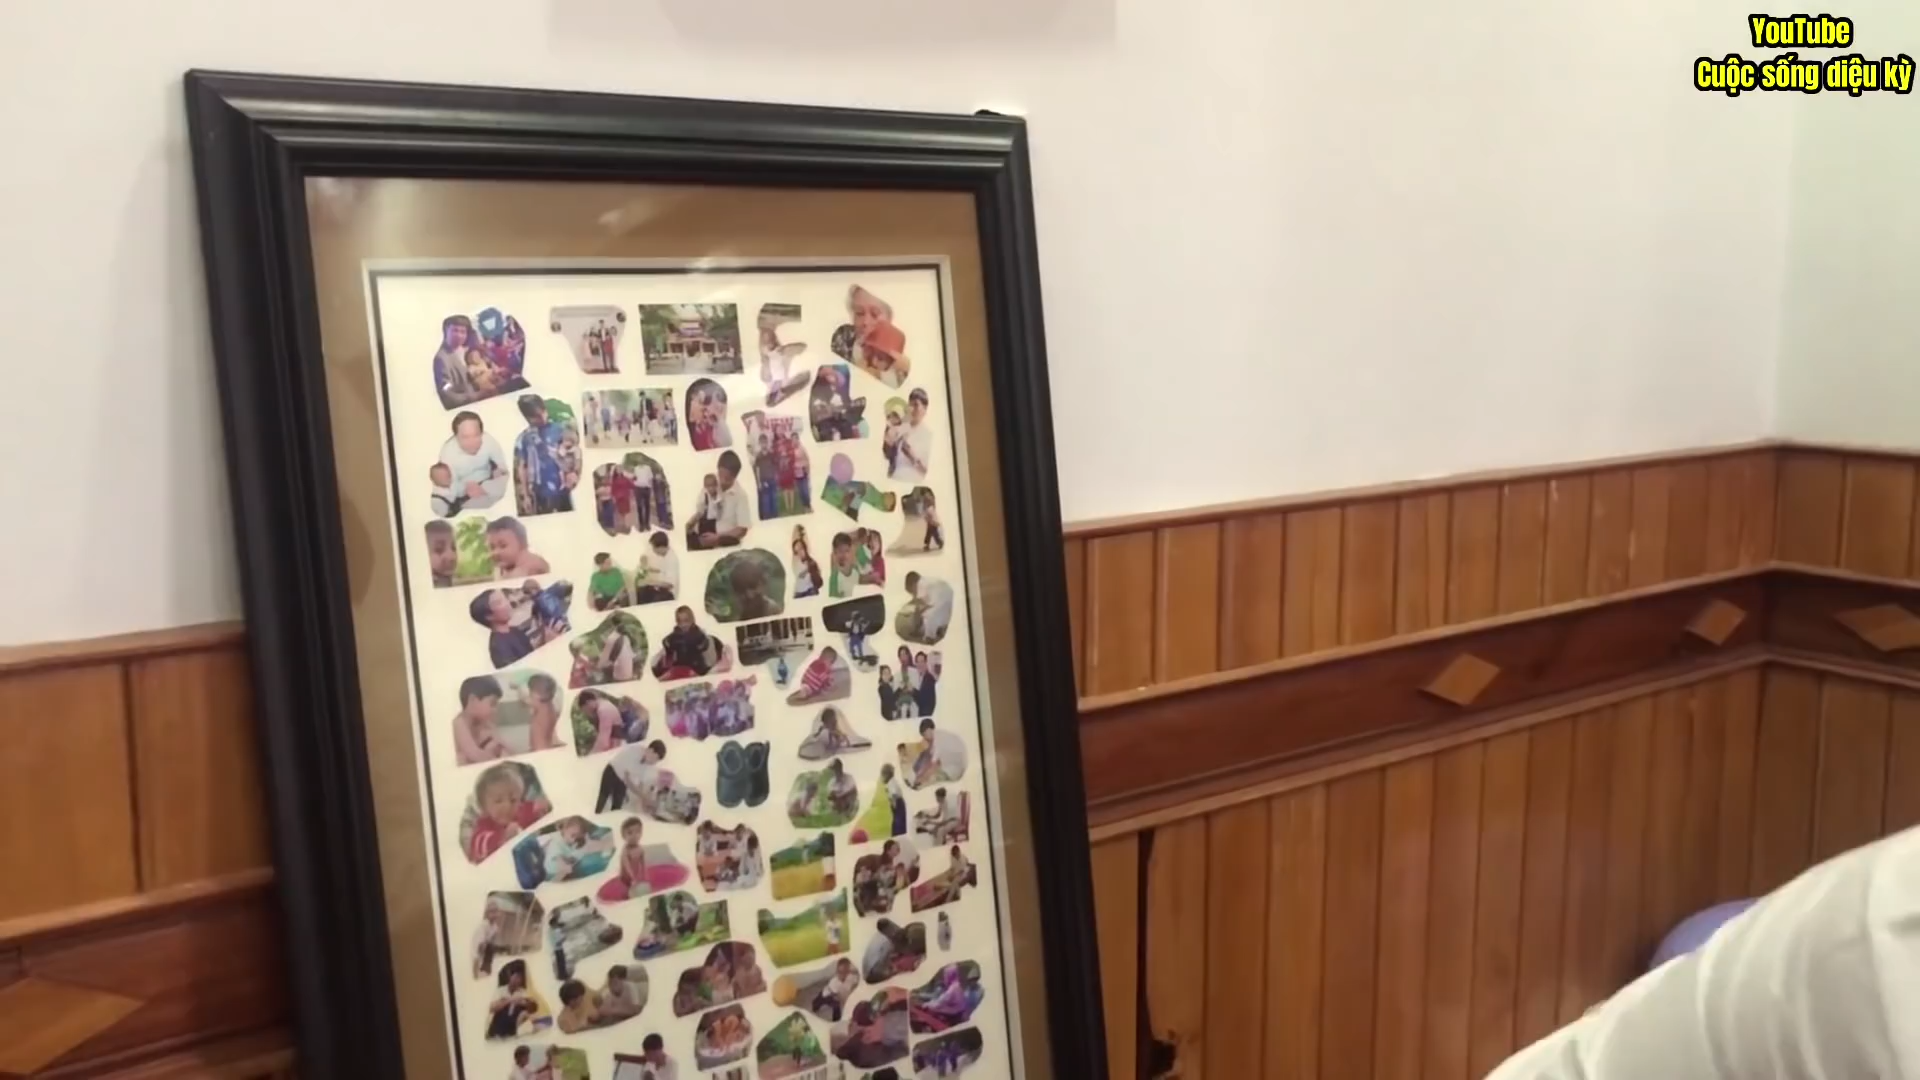 YouTube
Cuộc sống diệu kỳ